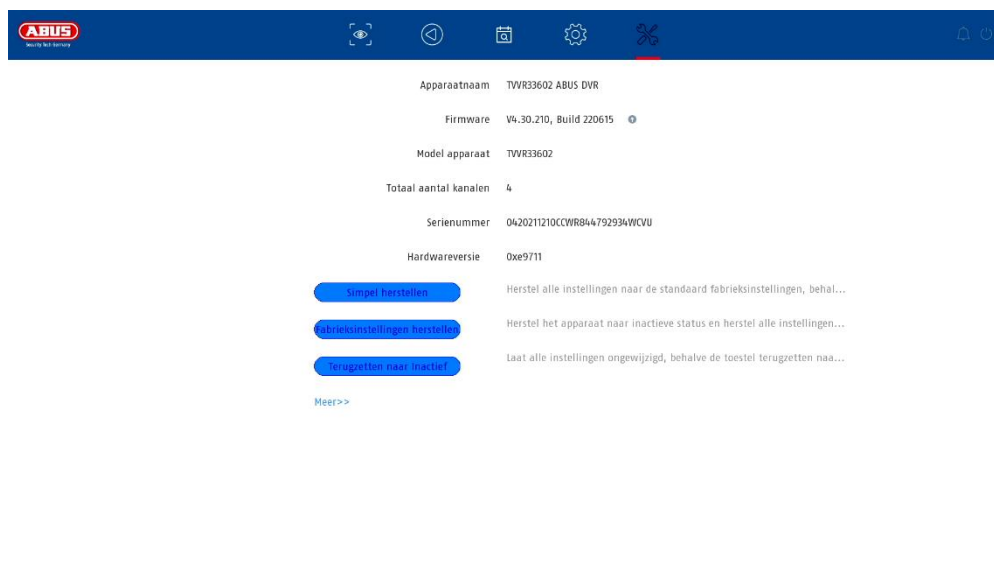 ABUS
Security Tech Germany
Apparaatnaam TVVR33602 ABUS DVR
Firmware V4.30.210, Build 220615
Model apparaat TVVR33602
Totaal aantal kanalen 4
Serienummer 0420211210CCWR844792934WCVU
Hardwareversie 0xe9711
Simpel herstellen Herstel alle instellingen naar de standaard fabrieksinstellingen, behal...
Fabrieksinstellingen herstellen Herstel het apparaat naar inactieve status en herstel alle instellingen...
Terugzetten naar Inactief Laat alle instellingen ongewijzigd, behalve de toestel terugzetten naa...
Meer>>